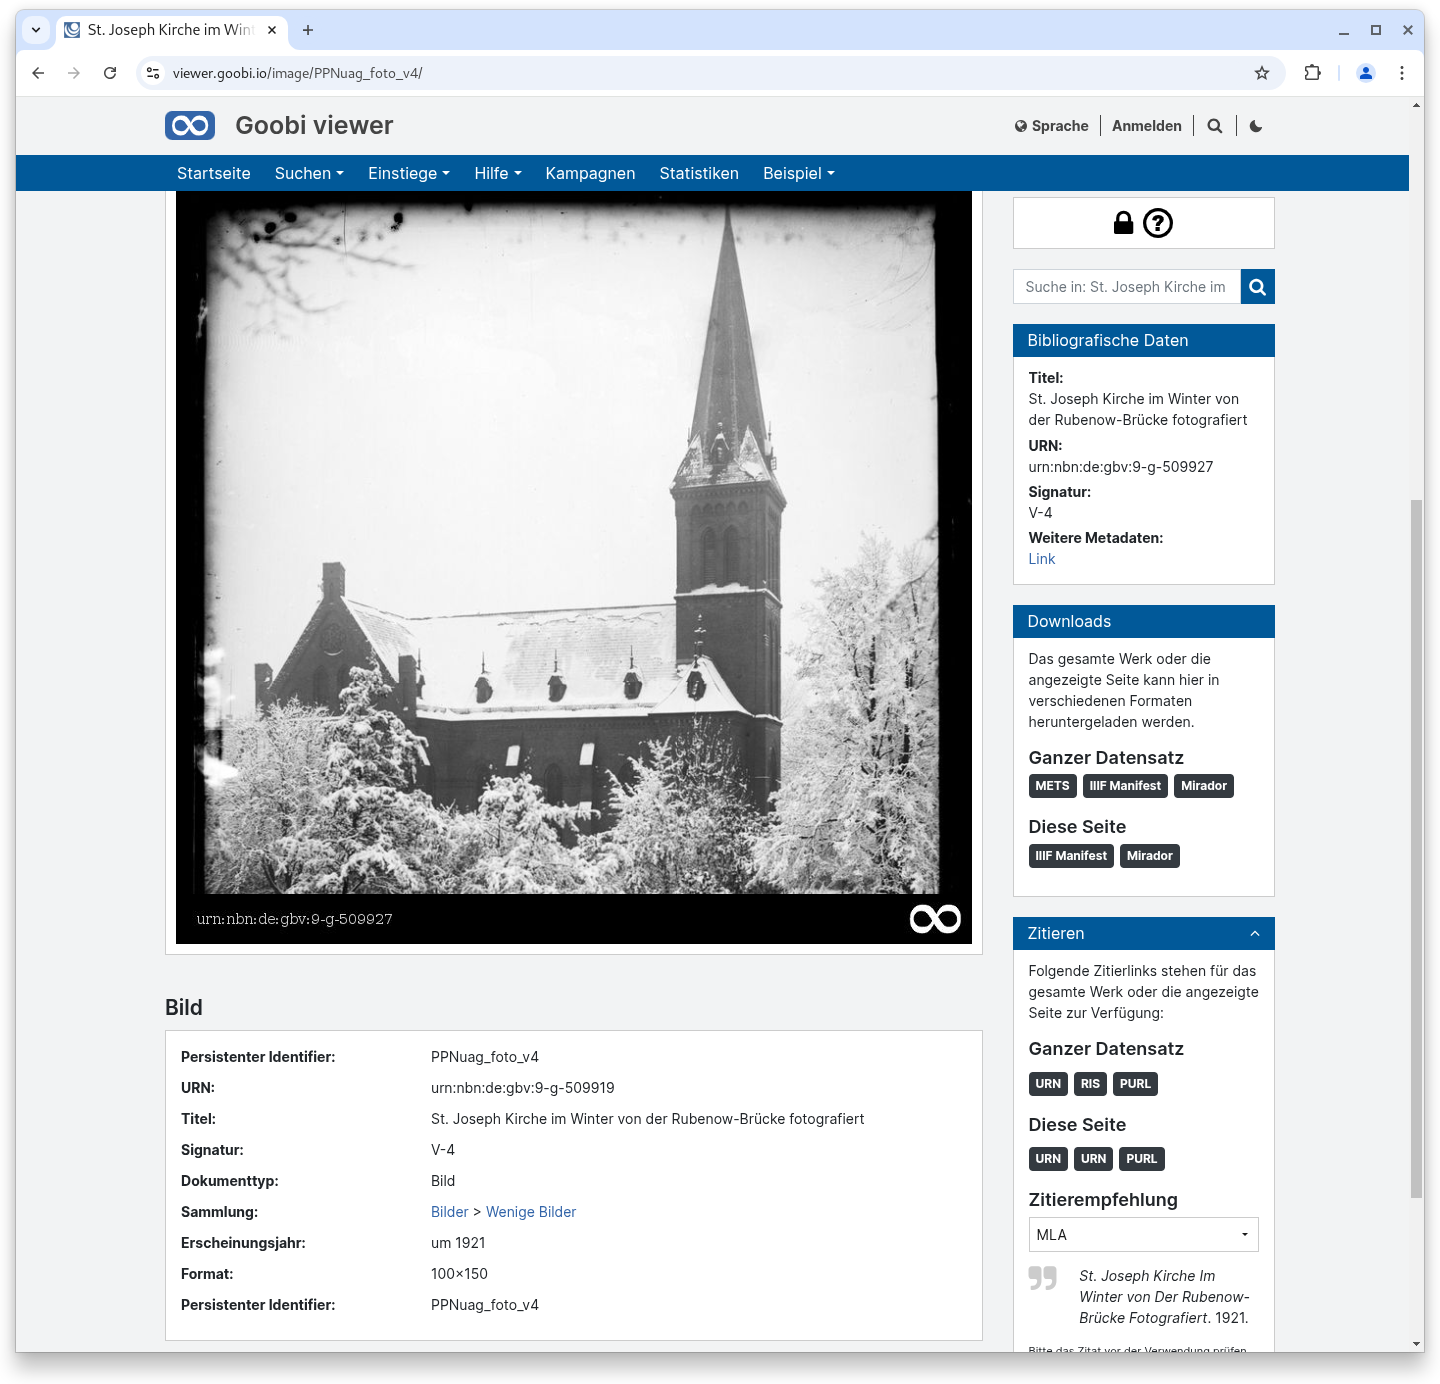 St. Joseph Kirche im Wint
viewer.goobi.io/image/PPNuag_foto_v4/
Goobi viewer
Sprache
Anmelden
Startseite
Suchen
Einstiege
Hilfe
Kampagnen
Statistiken
Beispiel
urn:nbn:de:gbv:9-g-509927
Bild
Persistenter Identifier: PPNuag_foto_v4
URN: urn:nbn:de:gbv:9-g-509919
Titel: St. Joseph Kirche im Winter von der Rubenow-Brücke fotografiert
Signatur: V-4
Dokumenttyp: Bild
Sammlung: Bilder > Wenige Bilder
Erscheinungsjahr: um 1921
Format: 100×150
Persistenter Identifier: PPNuag_foto_v4
Suche in: St. Joseph Kirche im
Bibliografische Daten
Titel:
St. Joseph Kirche im Winter von
der Rubenow-Brücke fotografiert
URN:
urn:nbn:de:gbv:9-g-509927
Signatur:
V-4
Weitere Metadaten:
Link
Downloads
Das gesamte Werk oder die
angezeigte Seite kann hier in
verschiedenen Formaten
heruntergeladen werden.
Ganzer Datensatz
METS IIIF Manifest Mirador
Diese Seite
IIIF Manifest Mirador
Zitieren
Folgende Zitierlinks stehen für das
gesamte Werk oder die angezeigte
Seite zur Verfügung:
Ganzer Datensatz
URN RIS PURL
Diese Seite
URN URN PURL
Zitierempfehlung
MLA
St. Joseph Kirche Im
Winter von Der Rubenow-
Brücke Fotografiert. 1921.
Bitte das Zitat vor der Verwendung prüfen